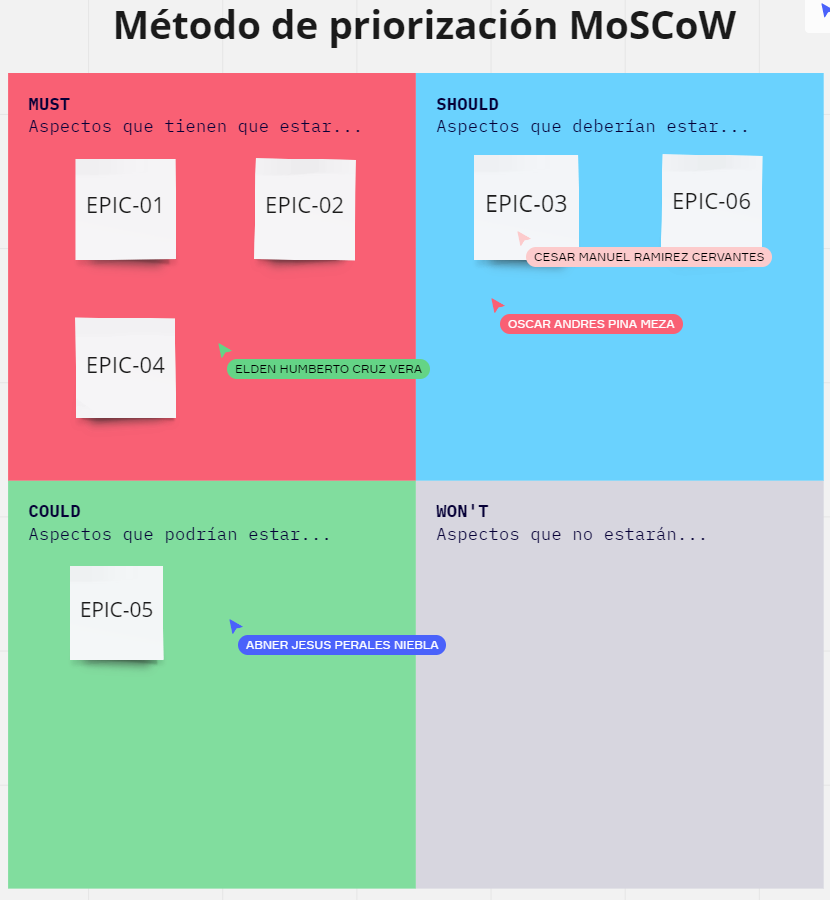 Método de priorización MoSCoW
MUST
Aspectos que tienen que estar...
EPIC-01
EPIC-02
EPIC-04
ELDEN HUMBERTO CRUZ VERA
SHOULD
Aspectos que deberían estar...
EPIC-03
EPIC-06
CESAR MANUEL RAMIREZ CERVANTES
OSCAR ANDRES PINA MEZA
COULD
Aspectos que podrían estar...
EPIC-05
ABNER JESUS PERALES NIEBLA
WON'T
Aspectos que no estarán...